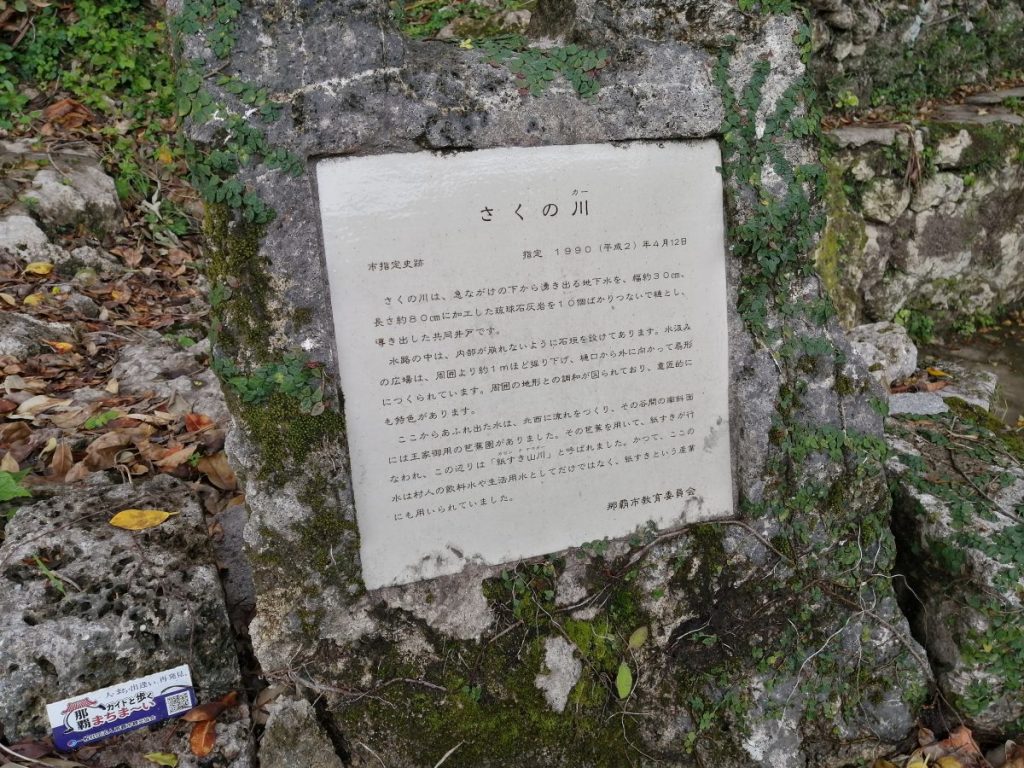 カー
さくの川
市指定史跡 指定 1990(平成2)年4月12日
さくの川は、急ながけの下から湧き出る地下水を、幅約30cm、
長さ約80cmに加工した琉球石灰岩を10個ばかりつないで樋とし、
導き出した共同井戸です。
水路の中は、内部が崩れないように石垣を設けてあります。水汲み
の広場は、周囲より約1mほど掘り下げ、樋口から外に向かって扇形
につくられています。周囲の地形との調和が図られており、意匠的に
も特色があります。
ここからあふれ出た水は、北西に流れをつくり、その谷間の南斜面
には王家御用の芭蕉園がありました。その芭蕉を用いて、紙すきが行
なわれ、この辺りは「紙すき山川」と呼ばれました。かつて、ここの
水は村人の飲料水や生活用水としてだけではなく、紙すきという産業
にも用いられていました。
那覇市教育委員会
人、まち、出逢い、再発見。
ガイドと歩く
那覇まちま〜い